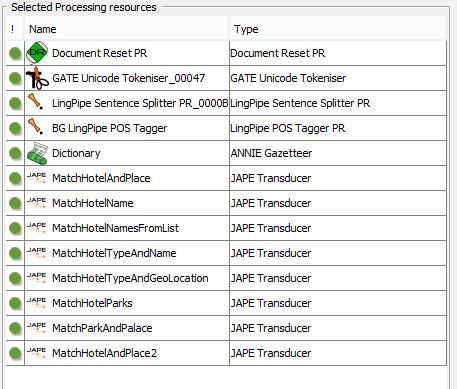 Selected Processing resources
! Name Type
DR Document Reset PR Document Reset PR
GATE Unicode Tokeniser_00047 GATE Unicode Tokeniser
LingPipe Sentence Splitter PR_0000B LingPipe Sentence Splitter PR
BG LingPipe POS Tagger LingPipe POS Tagger PR
Dictionary ANNIE Gazetteer
JAPE MatchHotelAndPlace JAPE Transducer
JAPE MatchHotelName JAPE Transducer
JAPE MatchHotelNamesFromList JAPE Transducer
JAPE MatchHotelTypeAndName JAPE Transducer
JAPE MatchHotelTypeAndGeoLocation JAPE Transducer
JAPE MatchHotelParks JAPE Transducer
JAPE MatchParkAndPalace JAPE Transducer
JAPE MatchHotelAndPlace2 JAPE Transducer